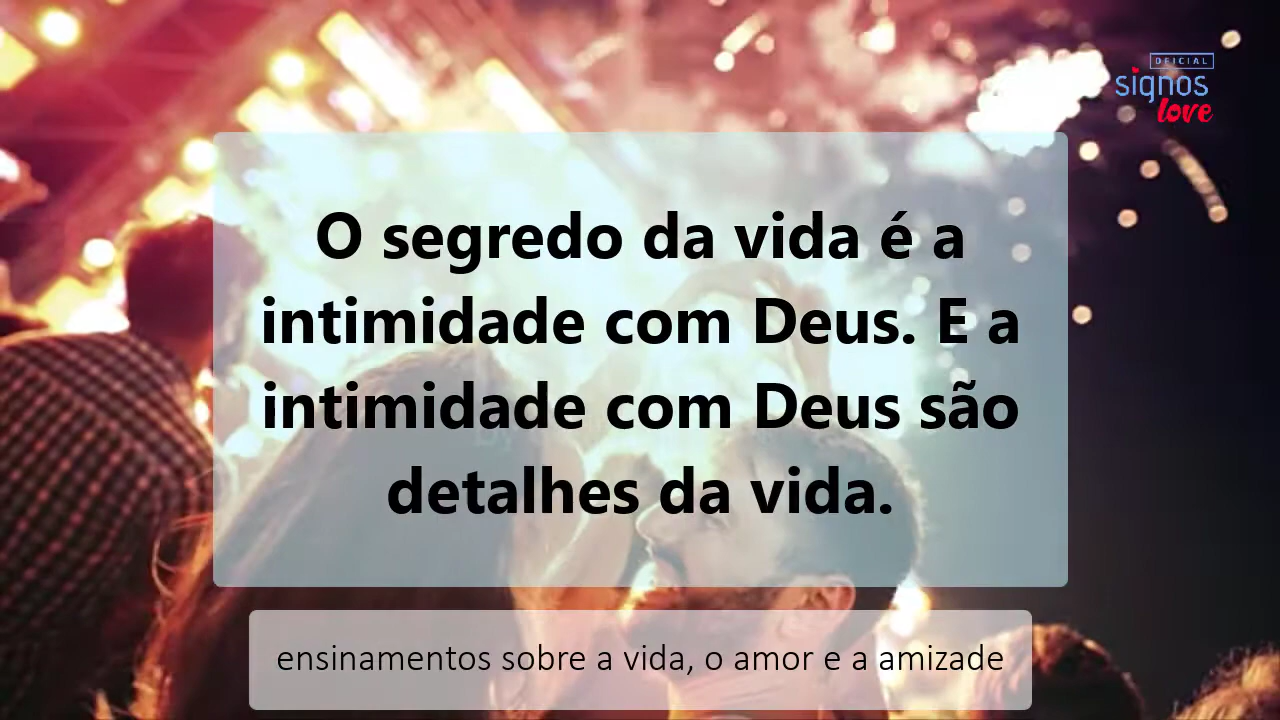 OFICIAL
signos
love
O segredo da vida é a
intimidade com Deus. E a
intimidade com Deus são
detalhes da vida.
ensinamentos sobre a vida, o amor e a amizade